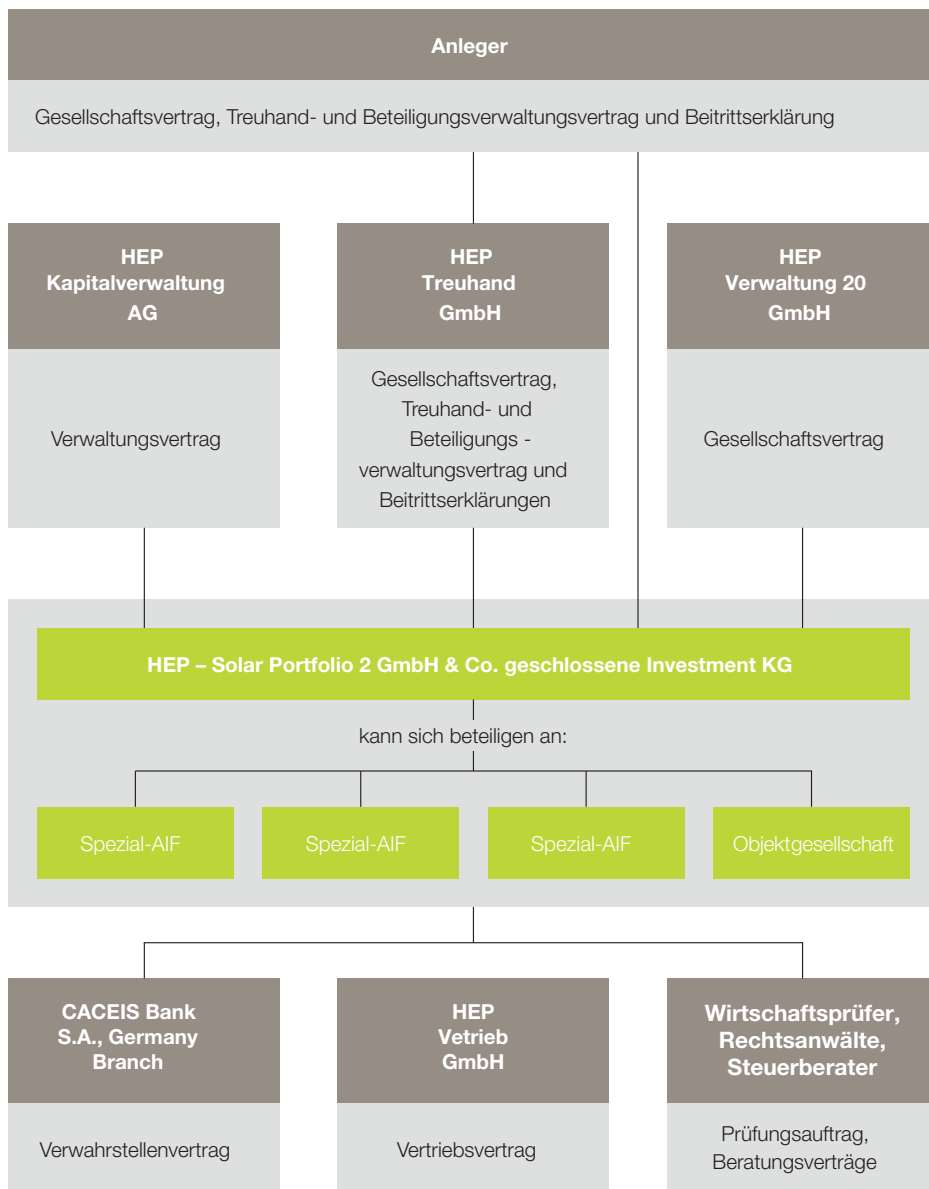 Anleger
Gesellschaftsvertrag, Treuhand- und Beteiligungsverwaltungsvertrag und Beitrittserklärung
HEP
Kapitalverwaltung
AG
Verwaltungsvertrag
HEP
Treuhand
GmbH
Gesellschaftsvertrag,
Treuhand- und
Beteiligungs -
verwaltungsvertrag und
Beitrittserklärungen
HEP
Verwaltung 20
GmbH
Gesellschaftsvertrag
HEP – Solar Portfolio 2 GmbH & Co. geschlossene Investment KG
kann sich beteiligen an:
Spezial-AIF
Spezial-AIF
Spezial-AIF
Objektgesellschaft
CACEIS Bank
S.A., Germany
Branch
Verwahrstellenvertrag
HEP
Vetrieb
GmbH
Vertriebsvertrag
Wirtschaftsprüfer,
Rechtsanwälte,
Steuerberater
Prüfungsauftrag,
Beratungsverträge